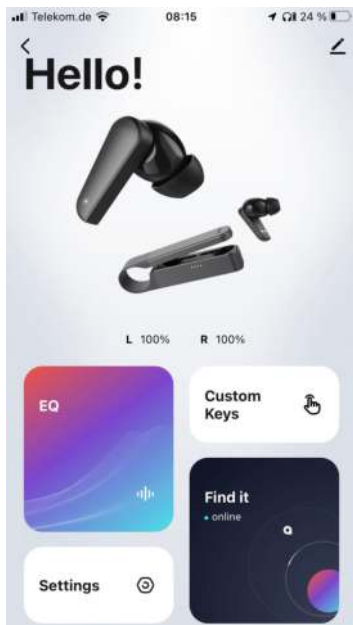 Telekom.de 08:15 24 %
Hello!
L 100% R 100%
EQ
Custom
Keys
Find it
online
Settings